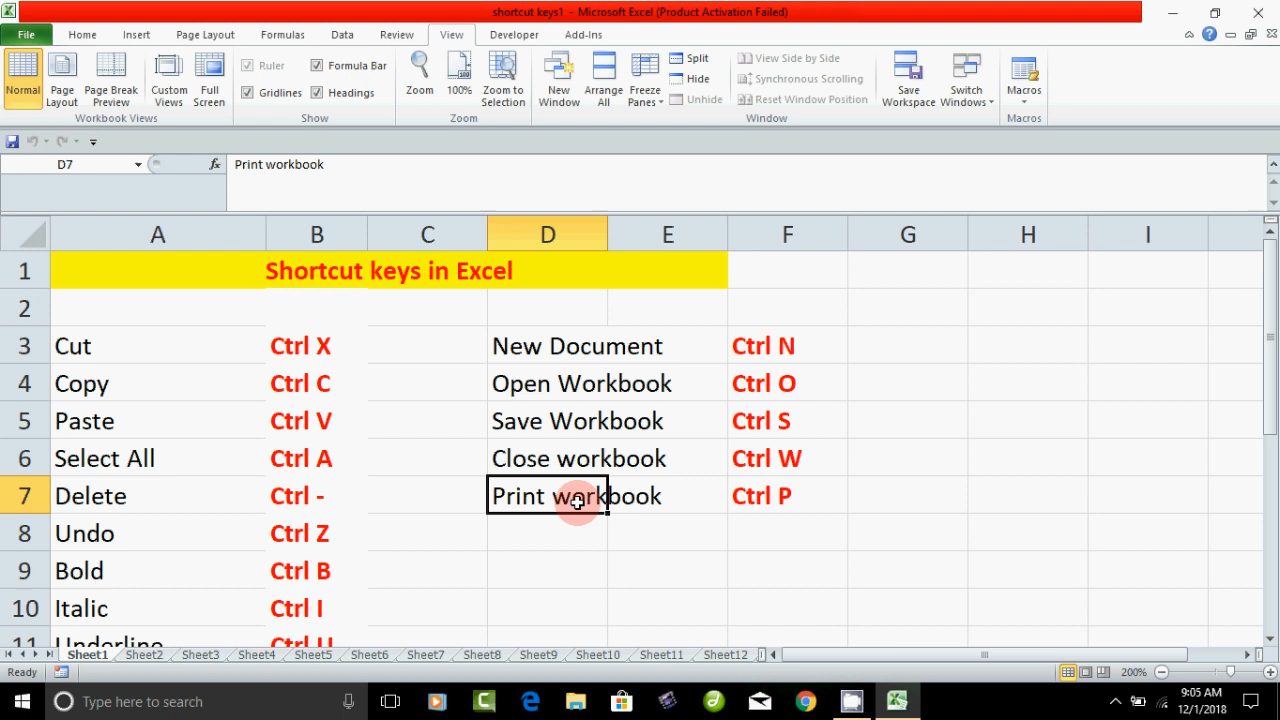 shortcut keys1 - Microsoft Excel (Product Activation Failed)
File Home Insert Page Layout Formulas Data Review View Developer Add-Ins
Normal Page Layout Page Break Preview Custom Views Full Screen
Workbook Views
Ruler Formula Bar
Gridlines Headings
Show
Zoom 100% Zoom to Selection
Zoom
New Window Arrange All Freeze Panes
Split View Side by Side
Hide Synchronous Scrolling
Unhide Reset Window Position
Save Workspace Switch Windows
Window
Macros
Macros
D7 fx Print workbook
A B C D E F G H I
1 Shortcut keys in Excel
2
3 Cut Ctrl X New Document Ctrl N
4 Copy Ctrl C Open Workbook Ctrl O
5 Paste Ctrl V Save Workbook Ctrl S
6 Select All Ctrl A Close workbook Ctrl W
7 Delete Ctrl - Print workbook Ctrl P
8 Undo Ctrl Z
9 Bold Ctrl B
10 Italic Ctrl I
11 Underline Ctrl U
Sheet1 Sheet2 Sheet3 Sheet4 Sheet5 Sheet6 Sheet7 Sheet8 Sheet9 Sheet10 Sheet11 Sheet12
Ready 200%
Type here to search
9:05 AM
12/1/2018